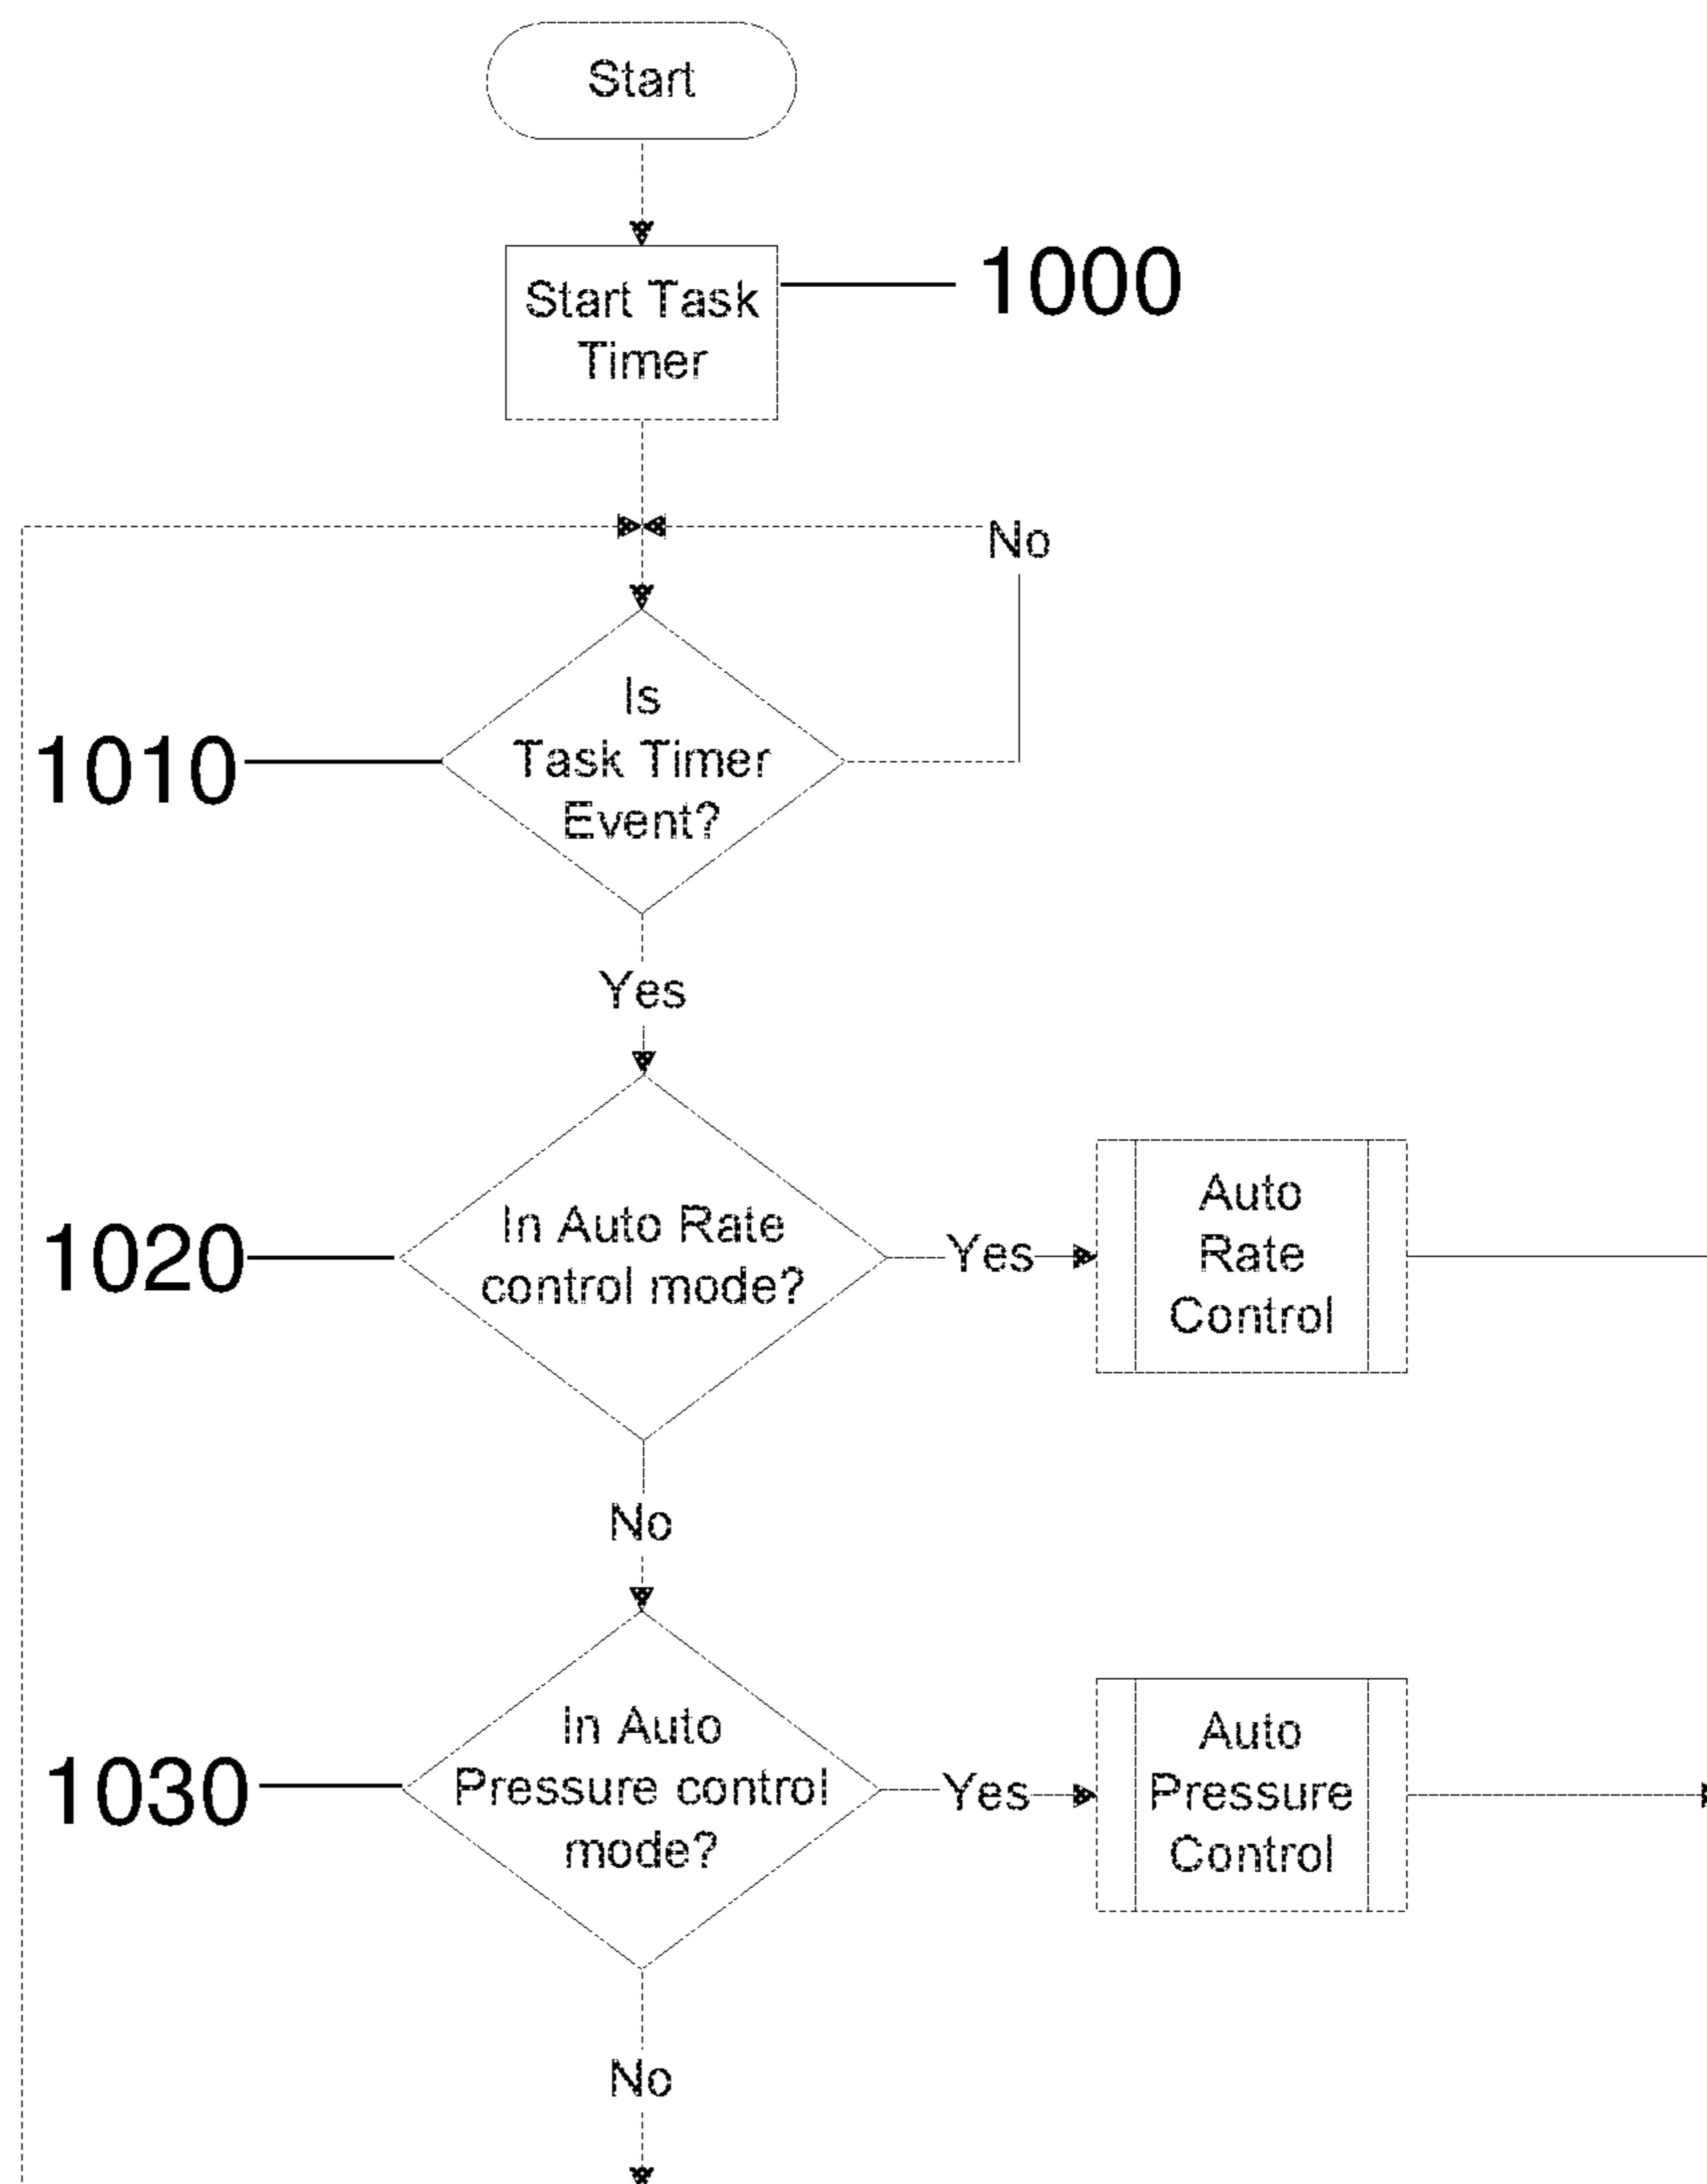 Start
Start Task
Timer
1000
No
Is
Task Timer
Event?
1010
Yes
In Auto Rate
control mode?
1020
Yes
Auto
Rate
Control
No
In Auto
Pressure control
mode?
1030
Yes
Auto
Pressure
Control
No